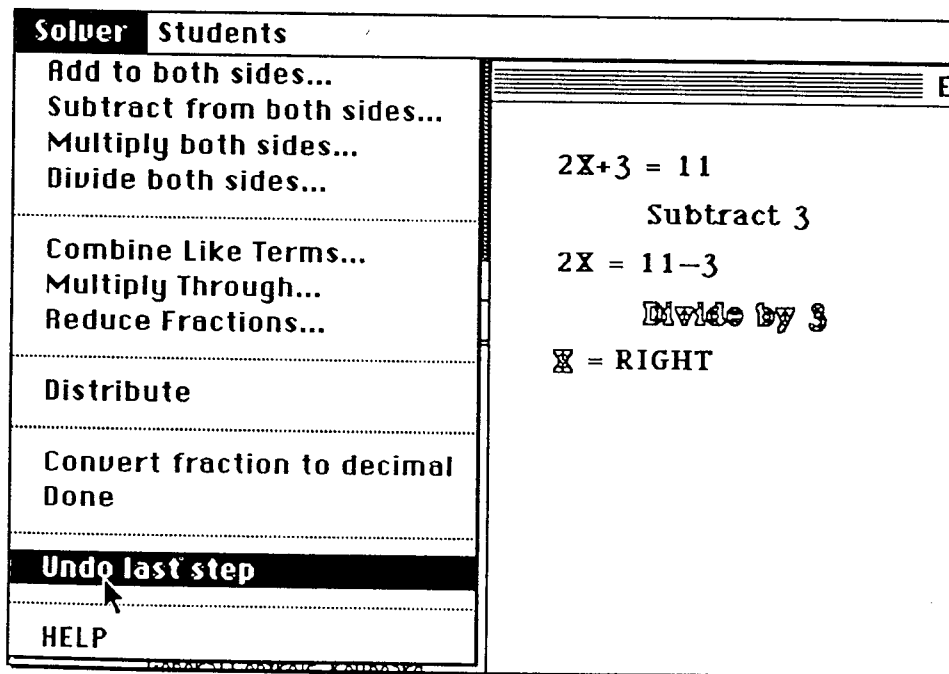 Solver Students
Add to both sides...
Subtract from both sides...
Multiply both sides...
Divide both sides...
Combine Like Terms...
Multiply Through...
Reduce Fractions...
Distribute
Convert fraction to decimal
Done
Undo last step
HELP
E
2X+3 = 11
Subtract 3
2X = 11−3
Divide by 3
X = RIGHT